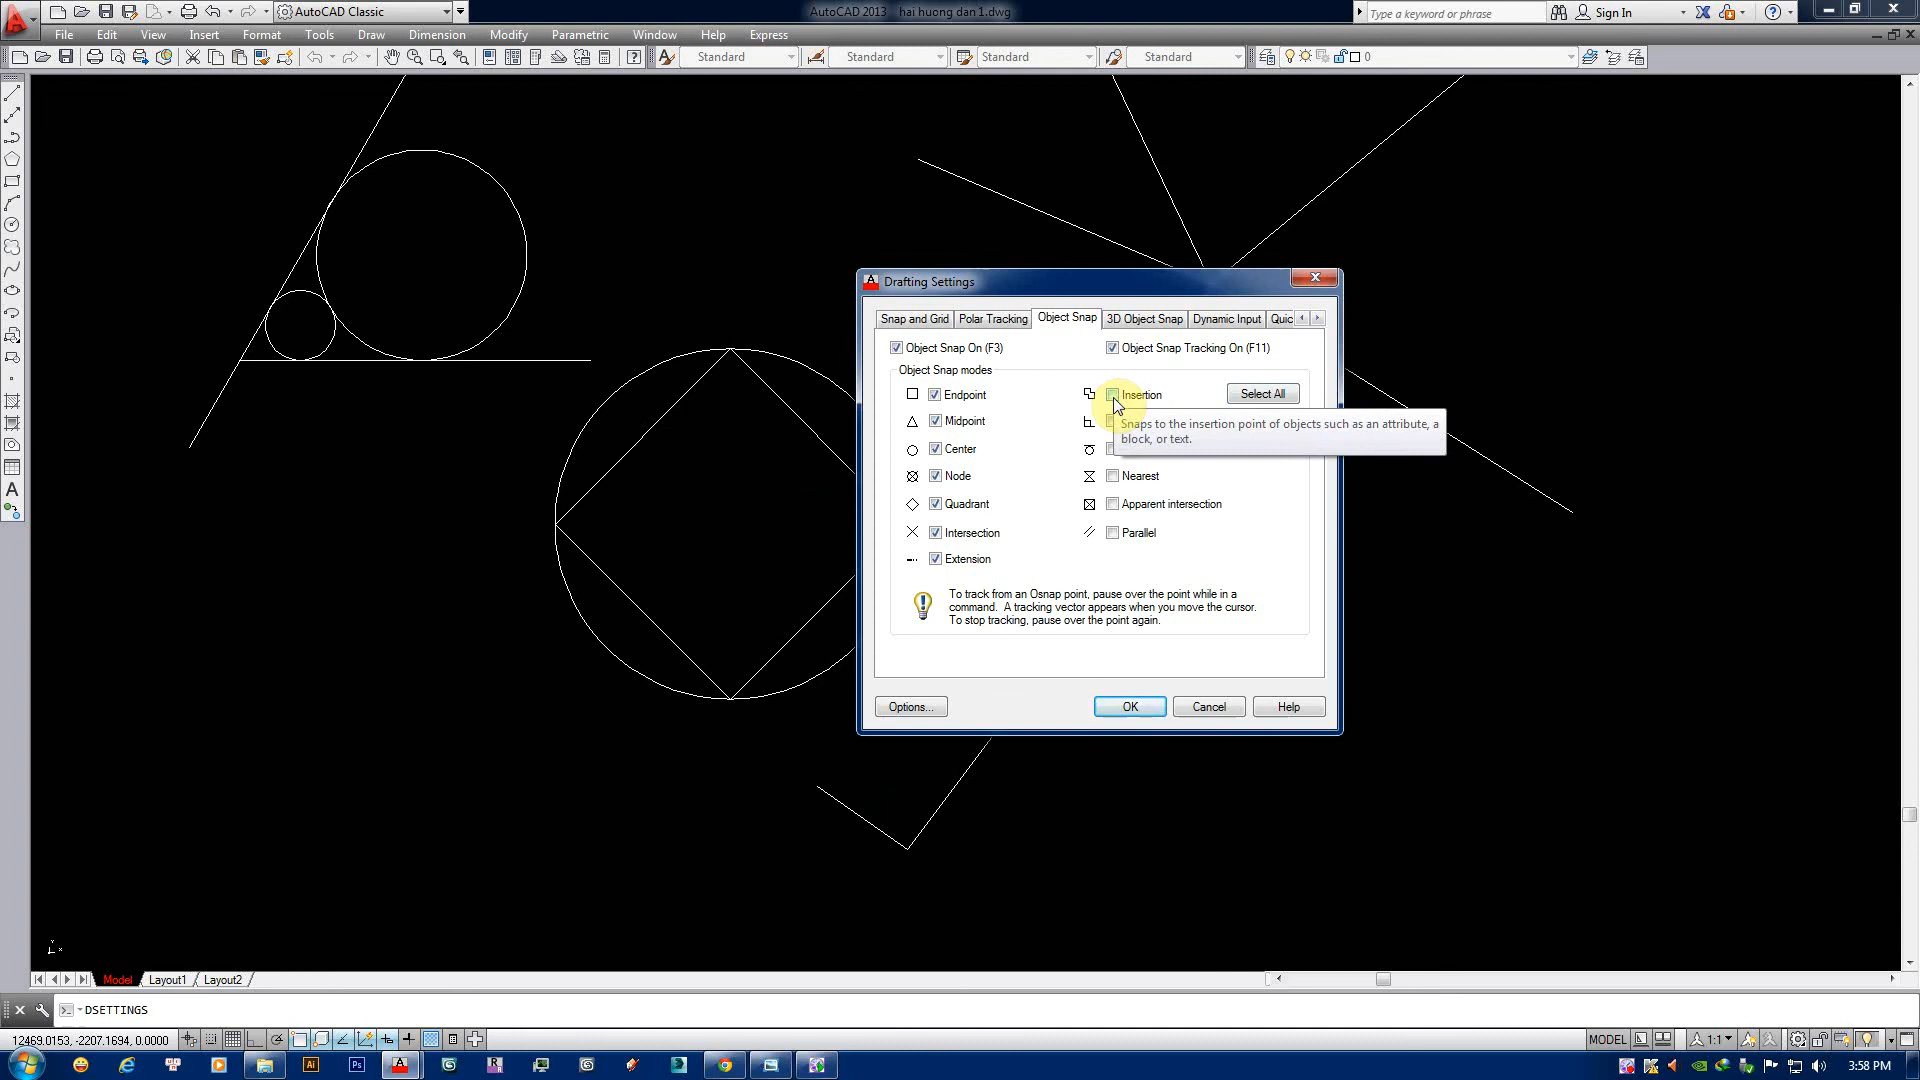 AutoCAD Classic
AutoCAD 2013 hai huong dan 1.dwg
Type a keyword or phrase
Sign In
File Edit View Insert Format Tools Draw Dimension Modify Parametric Window Help Express
Standard Standard Standard Standard 0
Drafting Settings
Snap and Grid Polar Tracking Object Snap 3D Object Snap Dynamic Input Quic
Object Snap On (F3) Object Snap Tracking On (F11)
Object Snap modes
Endpoint Insertion Select All
Midpoint
Snaps to the insertion point of objects such as an attribute, a
block, or text.
Center
Node Nearest
Quadrant Apparent intersection
Intersection Parallel
Extension
To track from an Osnap point, pause over the point while in a
command. A tracking vector appears when you move the cursor.
To stop tracking, pause over the point again.
Options... OK Cancel Help
Model Layout1 Layout2
DSETTINGS
12469.0153, -2207.1694, 0.0000 MODEL 1:1
Ai Ps 3:58 PM